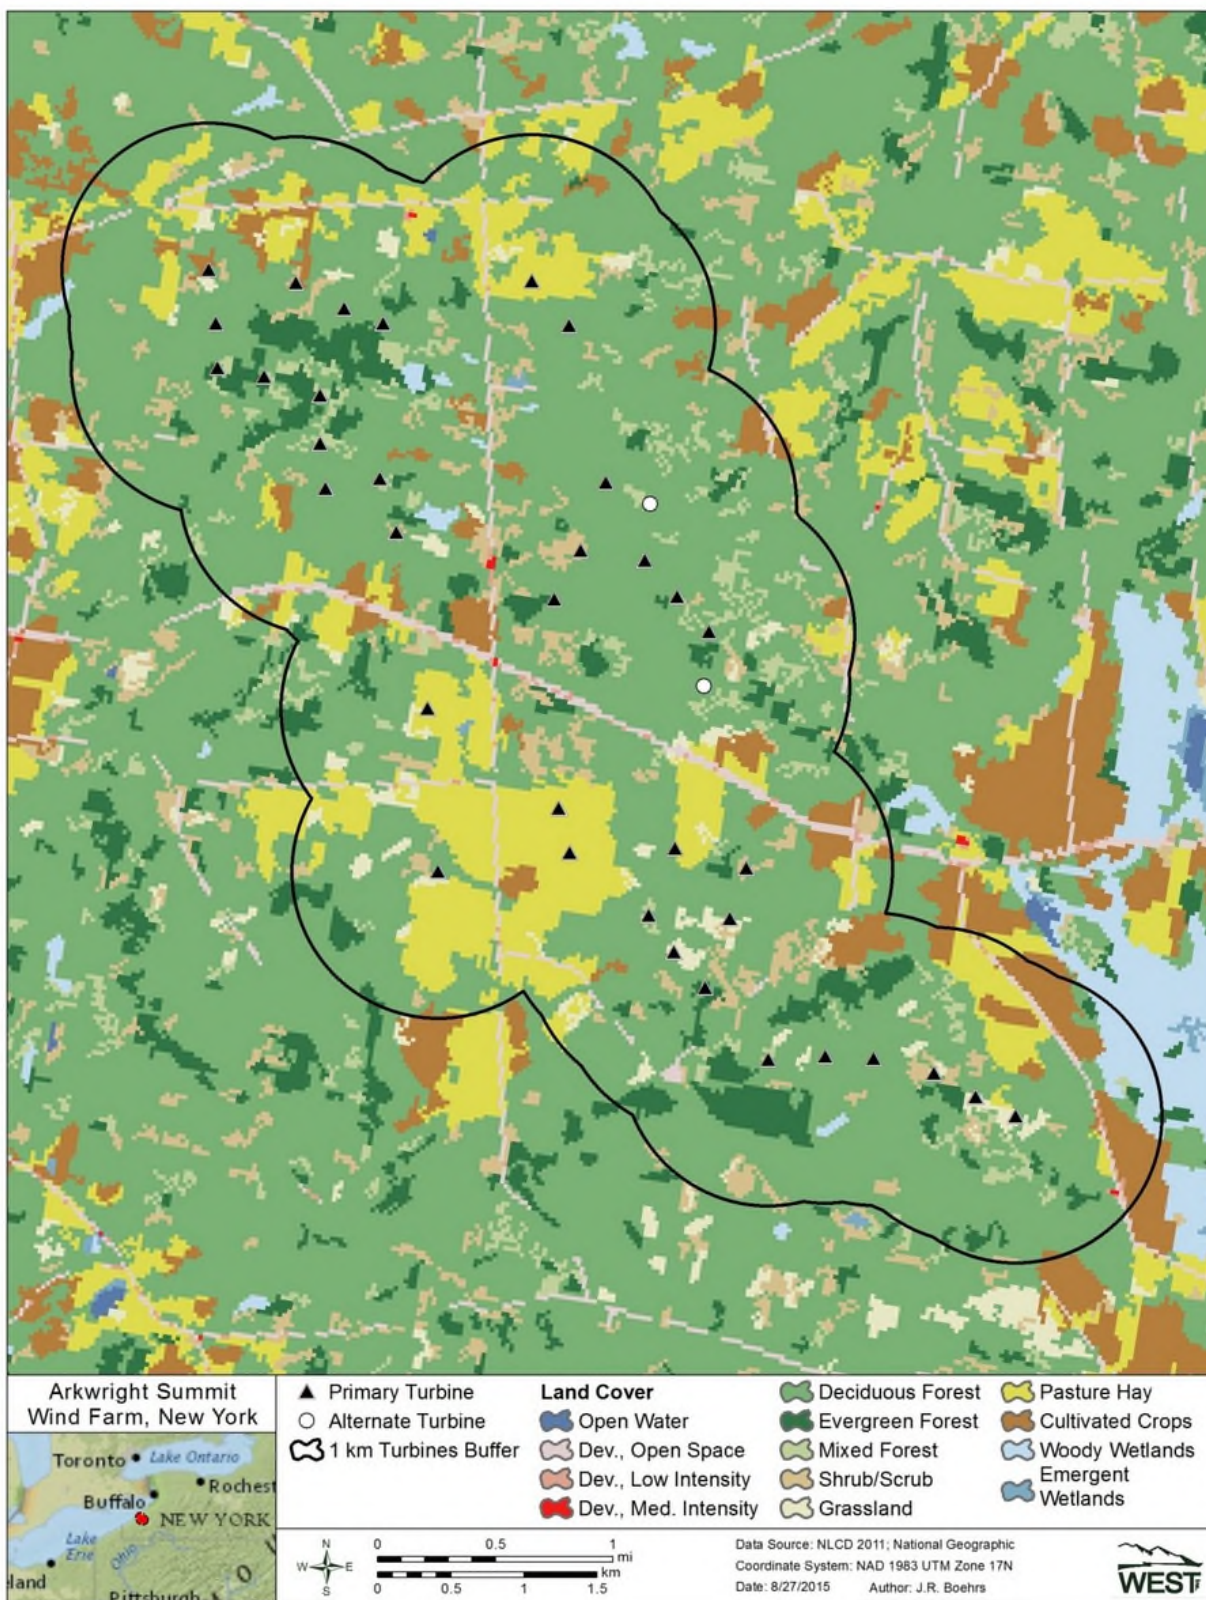 Arkwright Summit
Wind Farm, New York
Toronto
Lake Ontario
Rochest
Buffalo
NEW YORK
Lake
Erie
Ohio
eland
Pittsburgh
O
Primary Turbine
Alternate Turbine
1 km Turbines Buffer
Land Cover
Open Water
Dev., Open Space
Dev., Low Intensity
Dev., Med. Intensity
Deciduous Forest
Evergreen Forest
Mixed Forest
Shrub/Scrub
Grassland
Pasture Hay
Cultivated Crops
Woody Wetlands
Emergent
Wetlands
N
W E
S
0 0.5 1
mi
km
0 0.5 1 1.5
Data Source: NLCD 2011; National Geographic
Coordinate System: NAD 1983 UTM Zone 17N
Date: 8/27/2015 Author: J.R. Boehrs
WEST